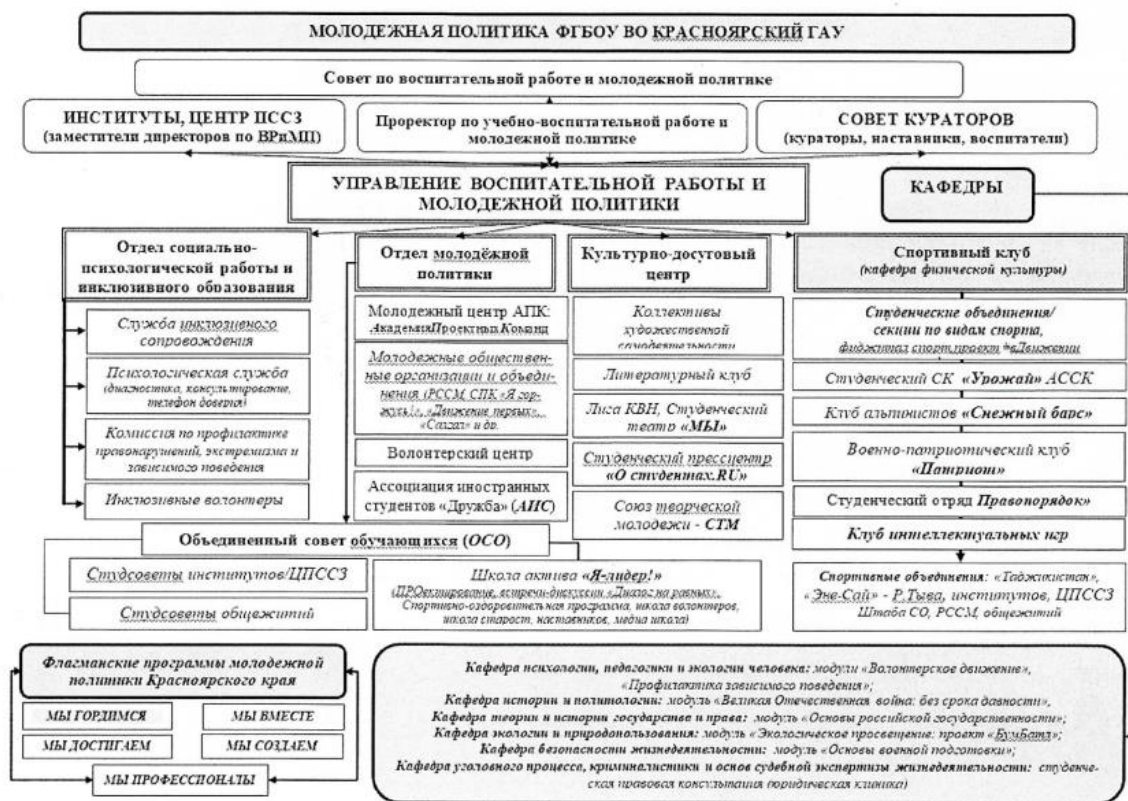 МОЛОДЕЖНАЯ ПОЛИТИКА ФГБОУ ВО КРАСНОЯРСКИЙ ГАУ
Совет по воспитательной работе и молодежной политике
ИНСТИТУТЫ, ЦЕНТР ПССЗ
(заместители директоров по ВРиМП)
Проректор по учебно-воспитательной работе и
молодежной политике
СОВЕТ КУРАТОРОВ
(кураторы, наставники, воспитатели)
УПРАВЛЕНИЕ ВОСПИТАТЕЛЬНОЙ РАБОТЫ И
МОЛОДЕЖНОЙ ПОЛИТИКИ
КАФЕДРЫ
Отдел социально-
психологической работы и
инклюзивного образования
Служба инклюзивного
сопровождения
Психологическая служба
(диагностика, консультирование,
телефон доверия)
Комиссия по профилактике
правонарушений, экстремизма и
зависимого поведения
Инклюзивные волонтеры
Отдел молодёжной
политики
Молодежный центр АПК:
АкадемияПроектныхКоманд
Молодежные обществен-
ные организации и объеди-
нения (РССМ, СПК «Я гор-
жусь!», «Движение первых»,
и др.
Волонтерский центр
Ассоциация иностранных
студентов «Дружба» (АИС)
Культурно-досуговый
центр
Коллективы
художественной
самодеятельности
Литературный клуб
Лига КВН, Студенческий
театр «МЫ»
Студенческий прессцентр
«О студентах.RU»
Союз творческой
молодежи - СТМ
Спортивный клуб
(кафедра физической культуры)
Студенческие объединения/
секции по видам спорта,
фиджитал спорт, проект #вДвижении
Студенческий СК «Урожай» АССК
Клуб альпинистов «Снежный барс»
Военно-патриотический клуб
«Патриот»
Студенческий отряд Правопорядок»
Клуб интеллектуальных игр
Спортивные объединения: «Таджикистан»,
«Эне-Сай» - Р.Тыва, институтов, ЦПССЗ
Штаба СО, РССМ, общежитий
Объединенный совет обучающихся (ОСО)
Студсоветы институтов/ЦПССЗ
Студсоветы общежитий
Школа актива «Я-лидер!»
(ПРОектирование, встречи-дискуссии «Диалог на равных»,
Спортивно-оздоровительная программа, школа волонтеров,
школа старост, наставников, медиа школа)
Флагманские программы молодежной
политики Красноярского края
МЫ ГОРДИМСЯ
МЫ ВМЕСТЕ
МЫ ДОСТИГАЕМ
МЫ СОЗДАЕМ
МЫ ПРОФЕССИОНАЛЫ
Кафедра психологии, педагогики и экологии человека: модули «Волонтерское движение»,
«Профилактика зависимого поведения»;
Кафедра истории и политологии: модуль «Великая Отечественная война: без срока давности»,
Кафедра теории и истории государства и права: модуль «Основы российской государственности»;
Кафедра экологии и природопользования: модуль «Экологическое просвещение: проект «БумБатл»;
Кафедра безопасности жизнедеятельности: модуль «Основы военной подготовки»;
Кафедра уголовного процесса, криминалистики и основ судебной экспертизы жизнедеятельности: студенче-
ская правовая консультация (юридическая клиника)